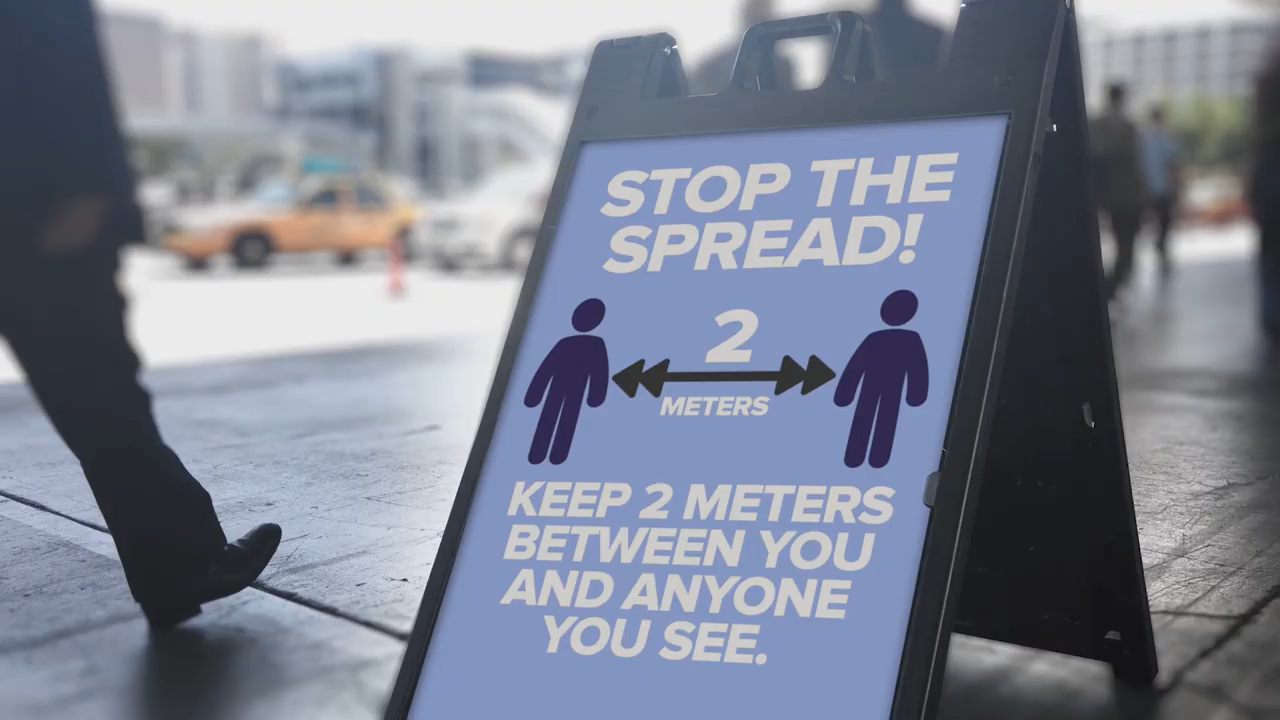 STOP THE
SPREAD!
2
METERS
KEEP 2 METERS
BETWEEN YOU
AND ANYONE
YOU SEE.